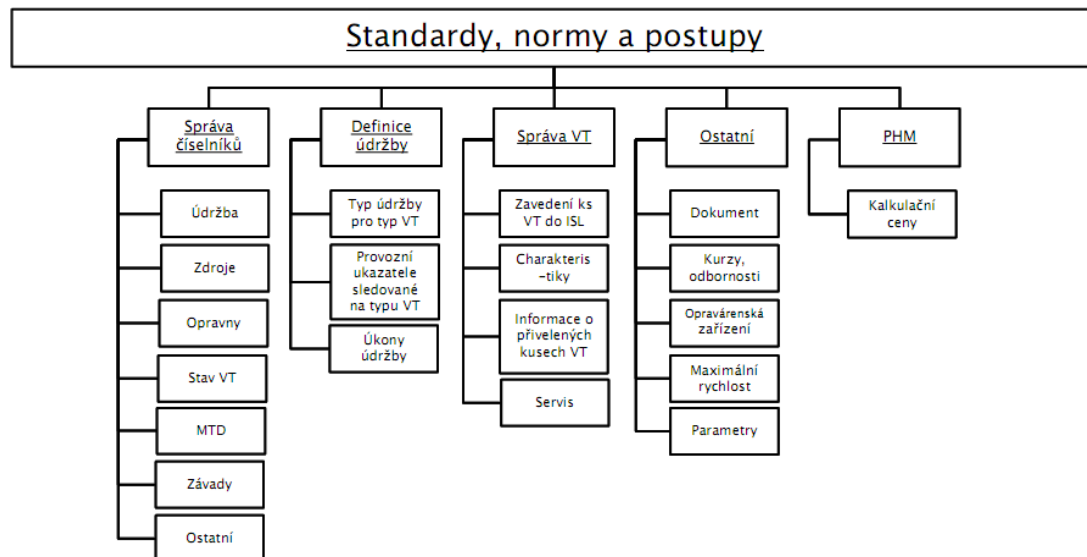 Standardy, normy a postupy
Správa
číselníků
Definice
údržby
Správa VT
Ostatní
PHM
Údržba
Zdroje
Opravny
Stav VT
MTD
Závady
Ostatní
Typ údržby
pro typ VT
Provozní
ukazatele
sledované
na typu VT
Úkony
údržby
Zavedení ks
VT do ISL
Charakteris
-tiky
Informace o
přivelených
kusech VT
Servis
Dokument
Kurzy,
odbornosti
Opravárenská
zařízení
Maximální
rychlost
Parametry
Kalkulační
ceny